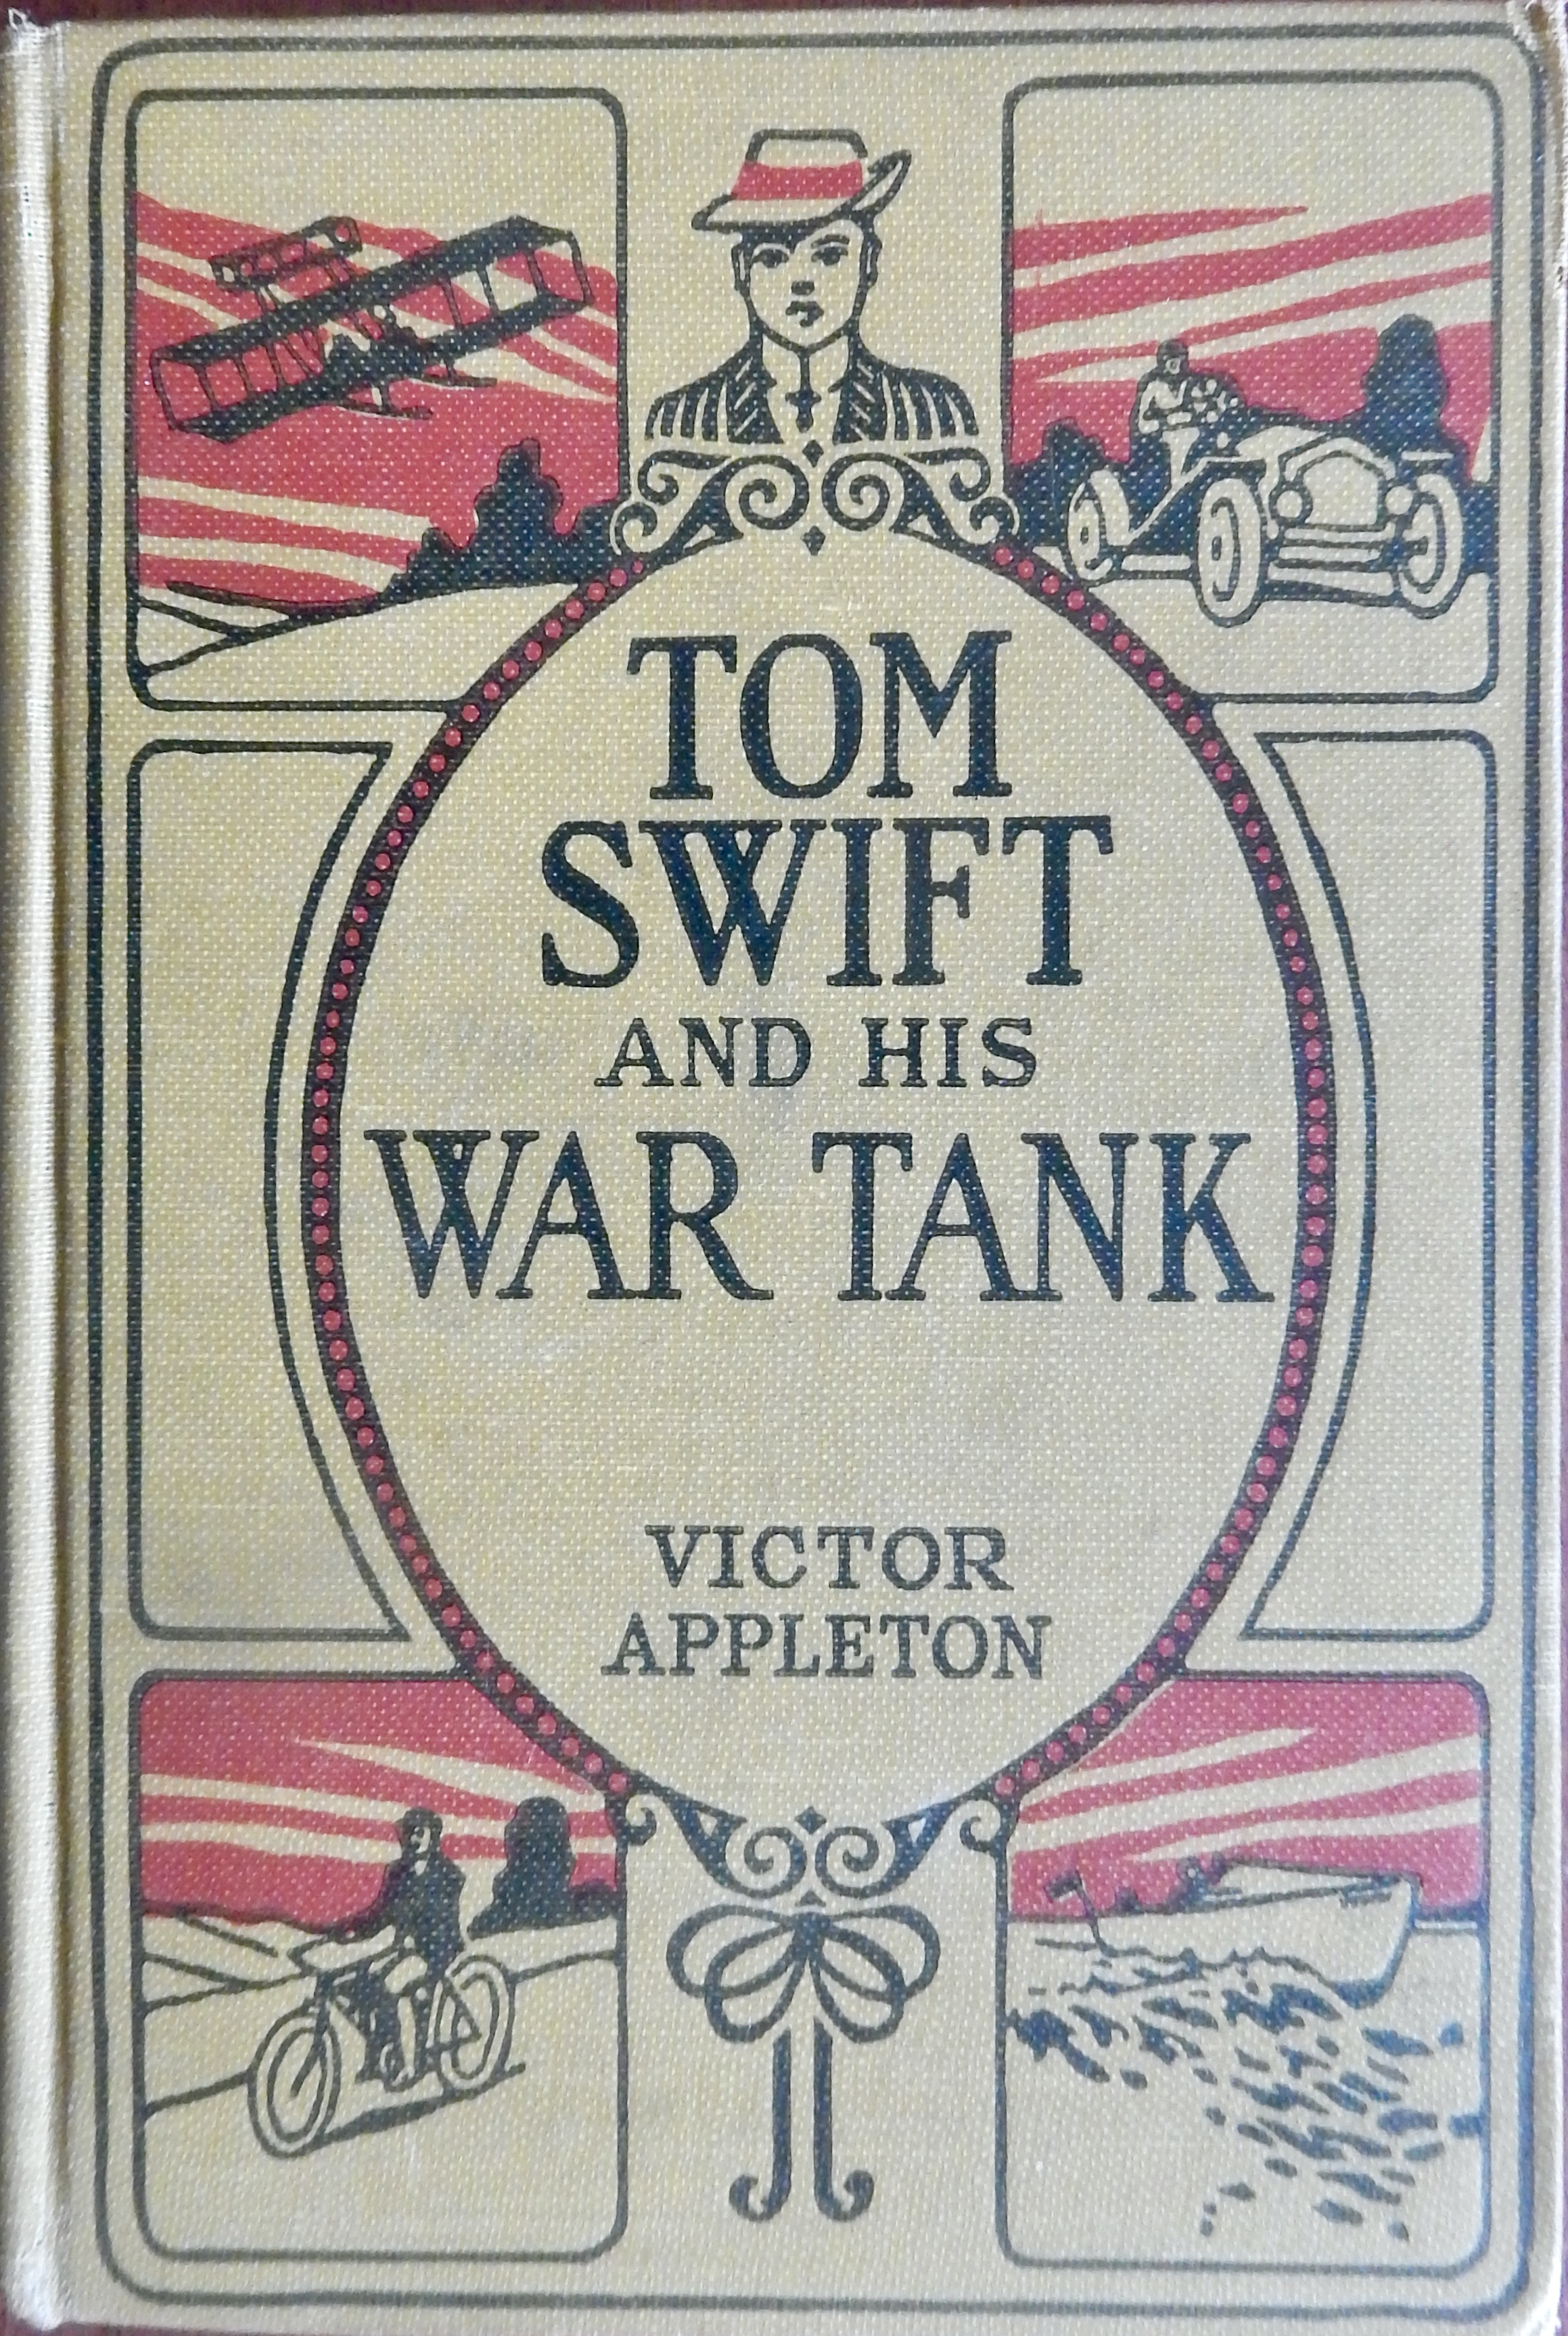 TOM
SWIFT
AND HIS
WAR TANK
VICTOR
APPLETON